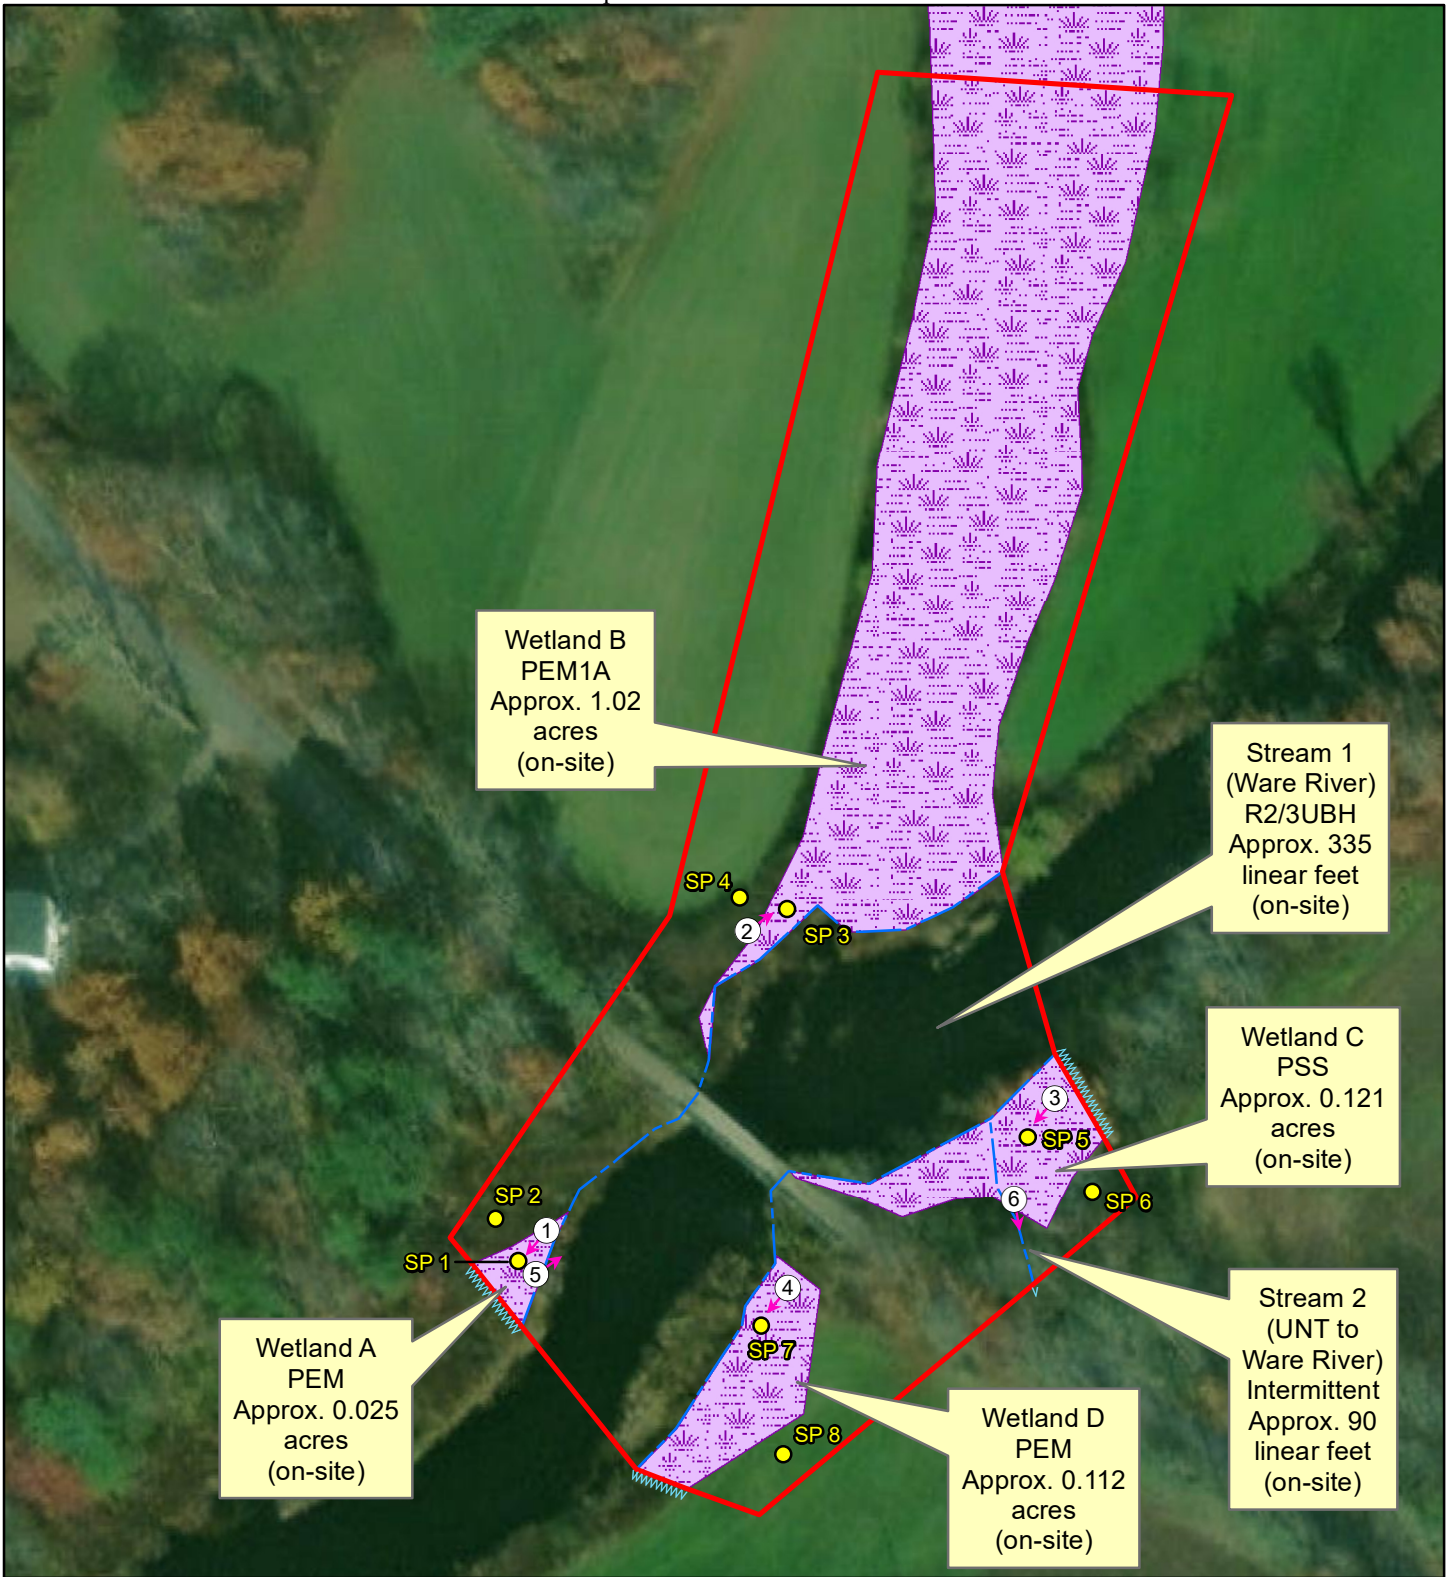 Wetland B
PEM1A
Approx. 1.02
acres
(on-site)
Stream 1
(Ware River)
R2/3UBH
Approx. 335
linear feet
(on-site)
SP 4
SP 3
2
Wetland C
PSS
Approx. 0.121
acres
(on-site)
3
SP 5
SP 6
6
SP 2
1
SP 1
5
4
SP 7
SP 8
Stream 2
(UNT to
Ware River)
Intermittent
Approx. 90
linear feet
(on-site)
Wetland A
PEM
Approx. 0.025
acres
(on-site)
Wetland D
PEM
Approx. 0.112
acres
(on-site)